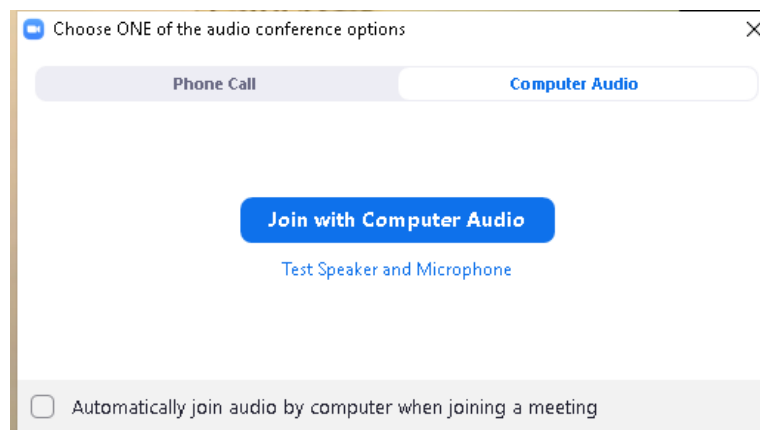 Choose ONE of the audio conference options
Phone Call
Computer Audio
Join with Computer Audio
Test Speaker and Microphone
Automatically join audio by computer when joining a meeting